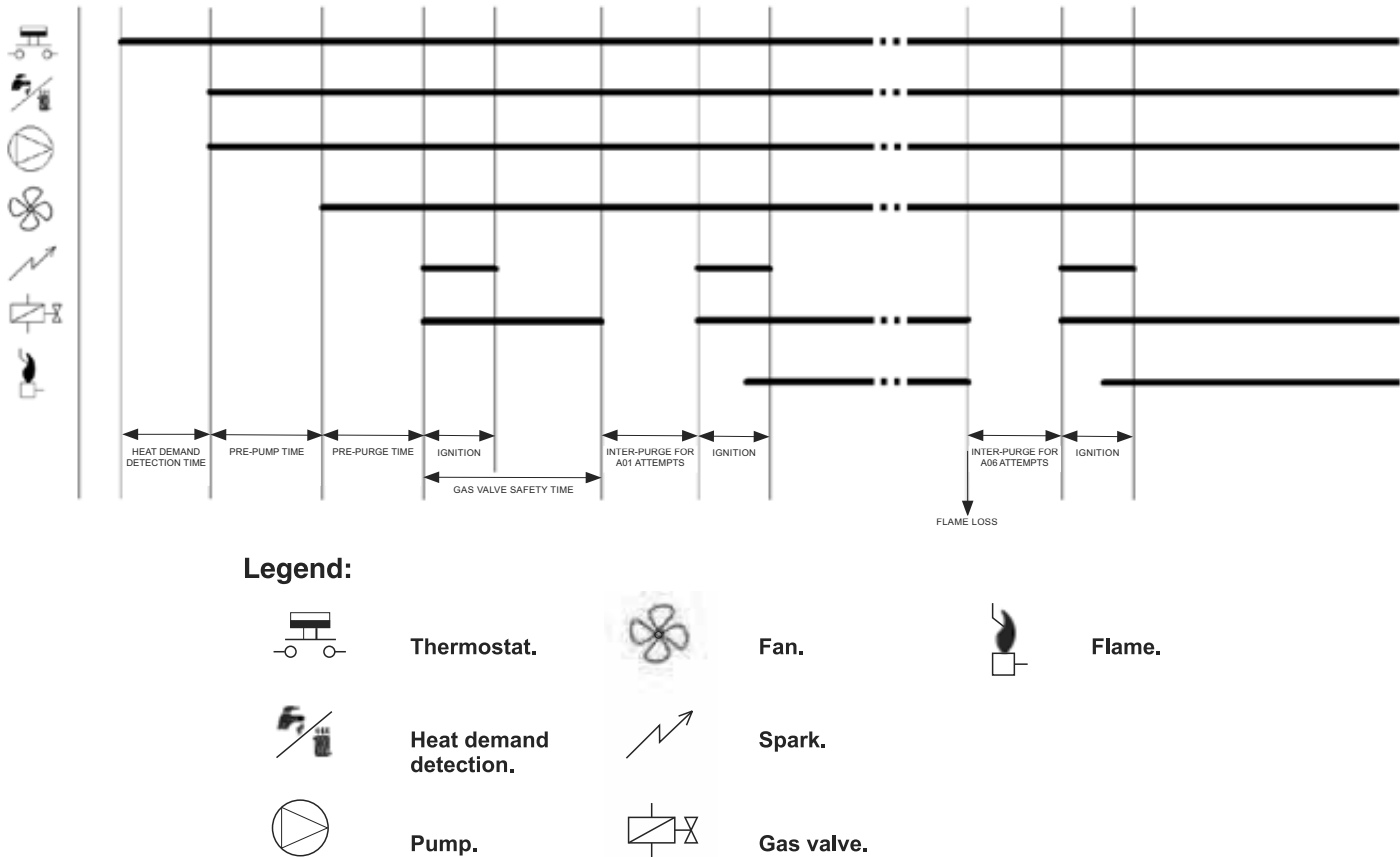 HEAT DEMAND
DETECTION TIME
PRE-PUMP TIME
PRE-PURGE TIME
IGNITION
INTER-PURGE FOR
A01 ATTEMPTS
IGNITION
INTER-PURGE FOR
A06 ATTEMPTS
IGNITION
GAS VALVE SAFETY TIME
FLAME LOSS
Legend:
Thermostat.
Fan.
Flame.
Heat demand
detection.
Spark.
Pump.
Gas valve.